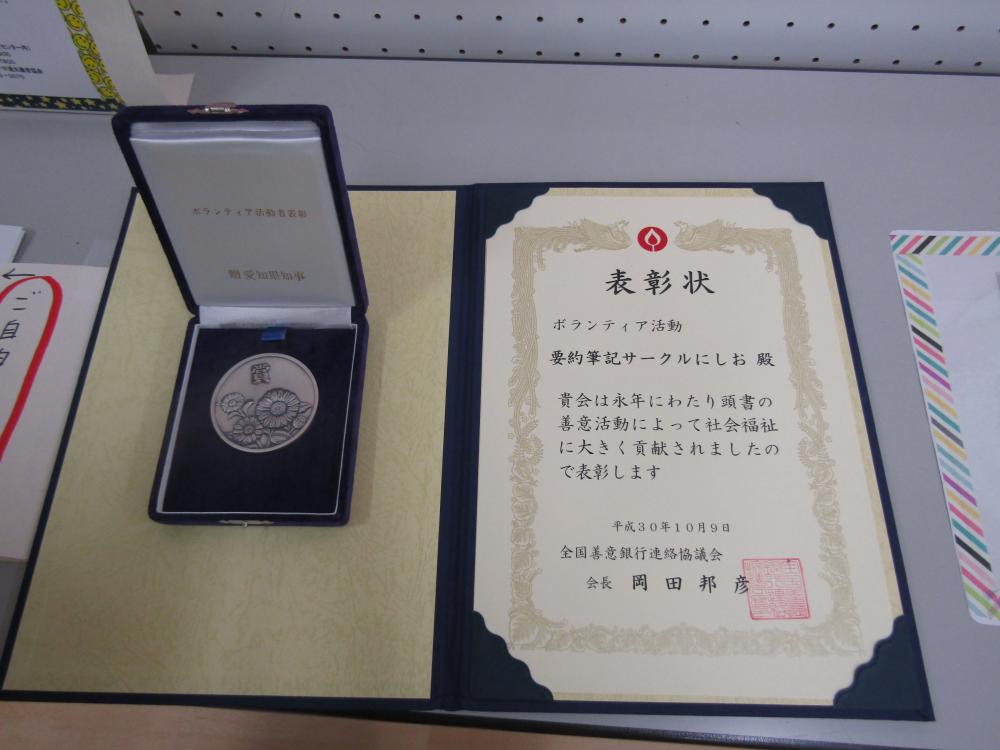 ボランティア活動者表彰
贈 愛知県知事
賞
表彰状
ボランティア活動
要約筆記サークルにしお 殿
貴会は永年にわたり頭書の
善意活動によって社会福祉
に大きく貢献されましたの
で表彰します
平成30年10月9日
全国善意銀行連絡協議会
会長 岡田邦彦
←
ご自